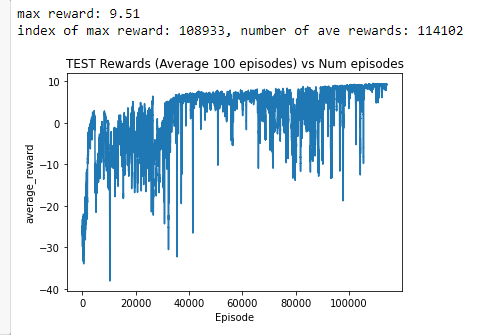 max reward: 9.51
index of max reward: 108933, number of ave rewards: 114102
TEST Rewards (Average 100 episodes) vs Num episodes
10
0
−10
−20
−30
−40
average_reward
0
20000
40000
60000
80000
100000
Episode